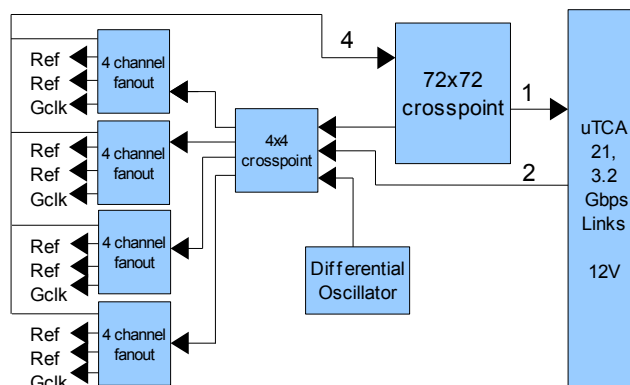 4
Ref
Ref
Gclk
4 channel
fanout
72x72
crosspoint
1
uTCA
21,
3.2
Gbps
Links
12V
Ref
Ref
Gclk
4 channel
fanout
4x4
crosspoint
2
Ref
Ref
Gclk
4 channel
fanout
Differential
Oscillator
Ref
Ref
Gclk
4 channel
fanout